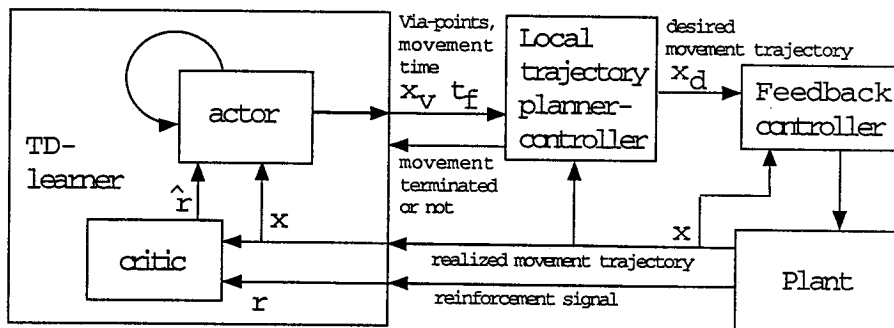 Via-points,
movement
time
x_v t_f
Local
trajectory
planner-
controller
desired
movement trajectory
x_d
Feedback
controller
actor
TD-
learner
movement
terminated
or not
r̂
x
x
critic
realized movement trajectory
r
reinforcement signal
Plant